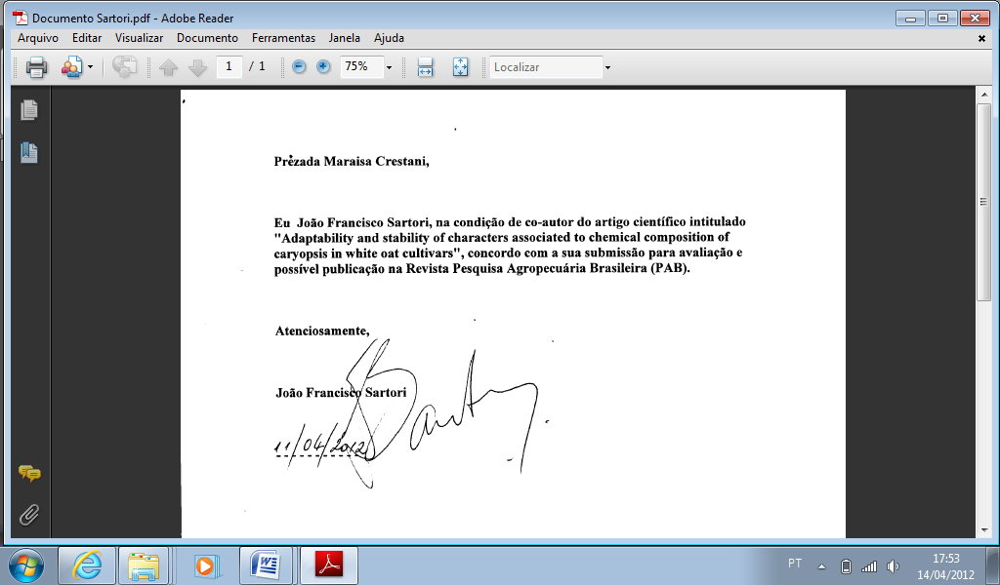 Documento Sartori.pdf - Adobe Reader
Arquivo Editar Visualizar Documento Ferramentas Janela Ajuda
1 / 1 75% Localizar
Prezada Maraisa Crestani,
Eu João Francisco Sartori, na condição de co-autor do artigo científico intitulado
"Adaptability and stability of characters associated to chemical composition of
caryopsis in white oat cultivars", concordo com a sua submissão para avaliação e
possível publicação na Revista Pesquisa Agropecuária Brasileira (PAB).
Atenciosamente,
João Francisco Sartori
Sartori
11/04/2012
PT 17:53
14/04/2012